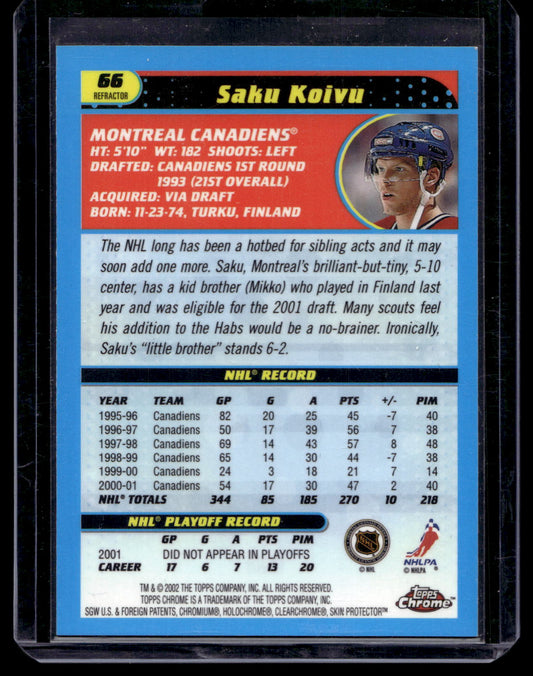 66
REFRACTOR
Saku Koivu
MONTREAL CANADIENS®
HT: 5'10" WT: 182 SHOOTS: LEFT
DRAFTED: CANADIENS 1ST ROUND
1993 (21ST OVERALL)
ACQUIRED: VIA DRAFT
BORN: 11-23-74, TURKU, FINLAND
The NHL long has been a hotbed for sibling acts and it may
soon add one more. Saku, Montreal's brilliant-but-tiny, 5-10
center, has a kid brother (Mikko) who played in Finland last
year and was eligible for the 2001 draft. Many scouts feel
his addition to the Habs would be a no-brainer. Ironically,
Saku's "little brother" stands 6-2.
NHL® RECORD
YEAR TEAM GP G A PTS +/- PIM
1995-96 Canadiens 82 20 25 45 -7 40
1996-97 Canadiens 50 17 39 56 7 38
1997-98 Canadiens 69 14 43 57 8 48
1998-99 Canadiens 65 14 30 44 -7 38
1999-00 Canadiens 24 3 18 21 7 14
2000-01 Canadiens 54 17 30 47 2 40
NHL® TOTALS 344 85 185 270 10 218
NHL® PLAYOFF RECORD
GP G A PTS PIM
2001 DID NOT APPEAR IN PLAYOFFS
CAREER 17 6 7 13 20
NHL
© NHL
NHLPA
© NHLPA
TM & © 2002 THE TOPPS COMPANY, INC. ALL RIGHTS RESERVED.
TOPPS CHROME IS A TRADEMARK OF THE TOPPS COMPANY, INC.
SGW U.S. & FOREIGN PATENTS, CHROMIUM®, HOLOCHROME®, CLEARCHROME®, SKIN PROTECTOR™
TOPPS
Chrome™